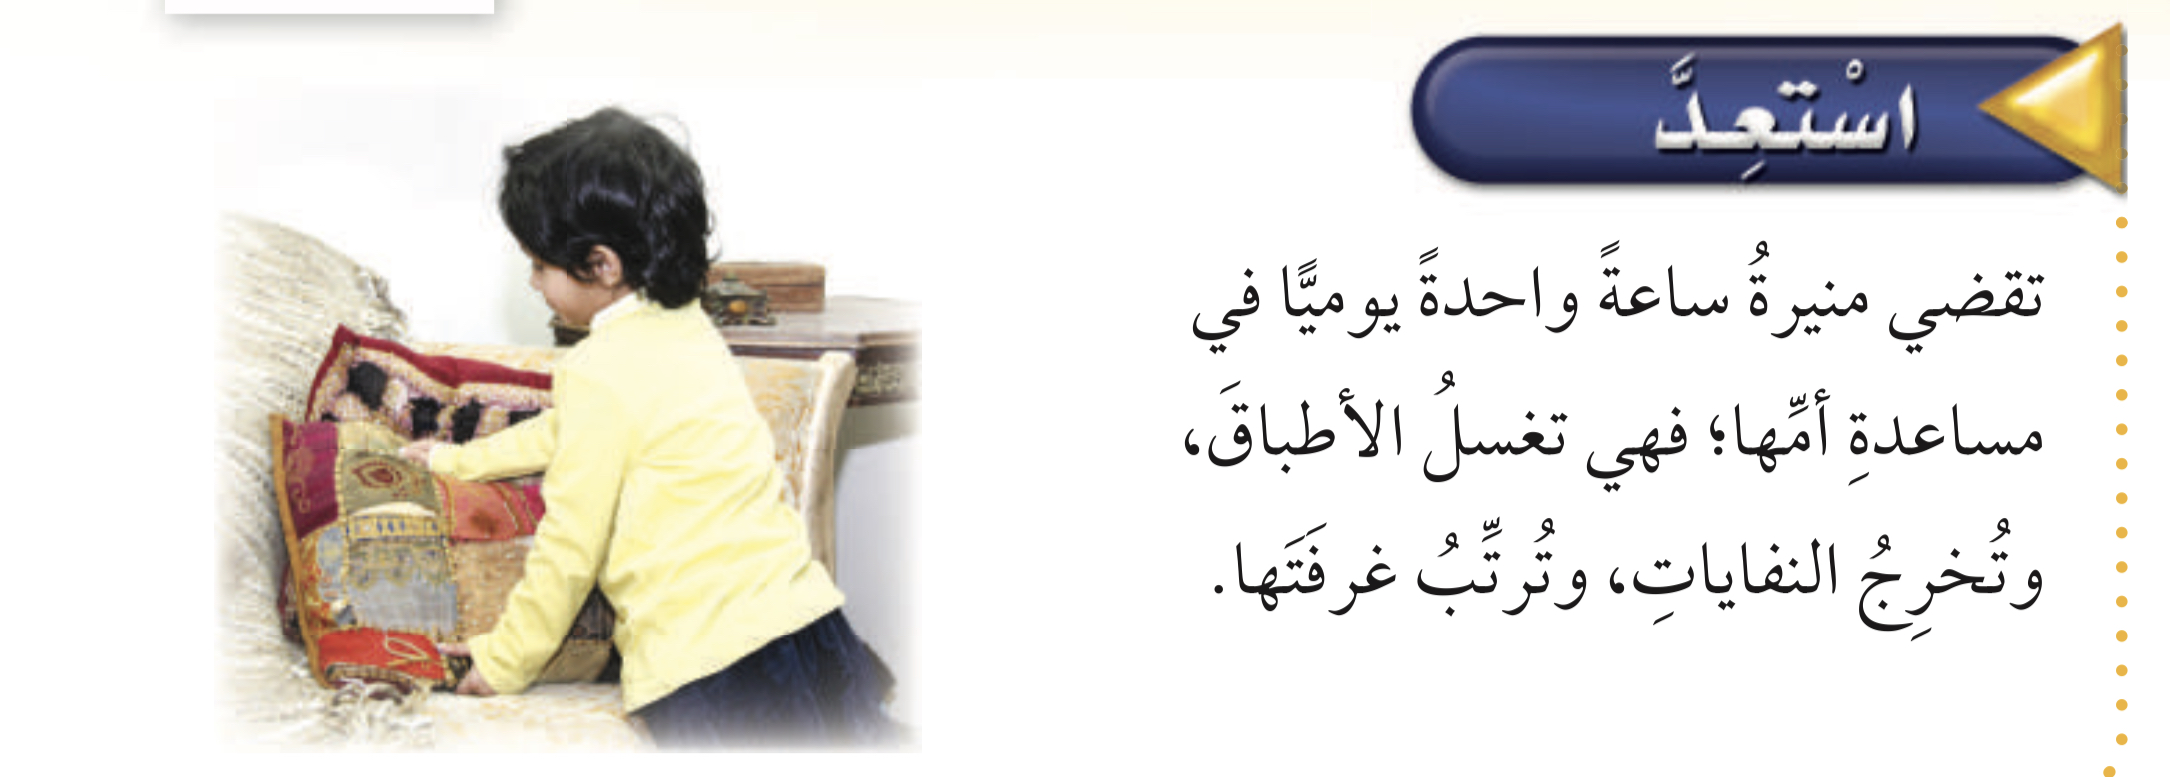 اسْتَعِدَّ
تقضي منيرةُ ساعةً واحدةً يوميًّا في
مساعدةِ أمِّها؛ فهي تغسلُ الأطباقَ،
وتُخرِجُ النفاياتِ، وتُرتِّبُ غرفَتَها.